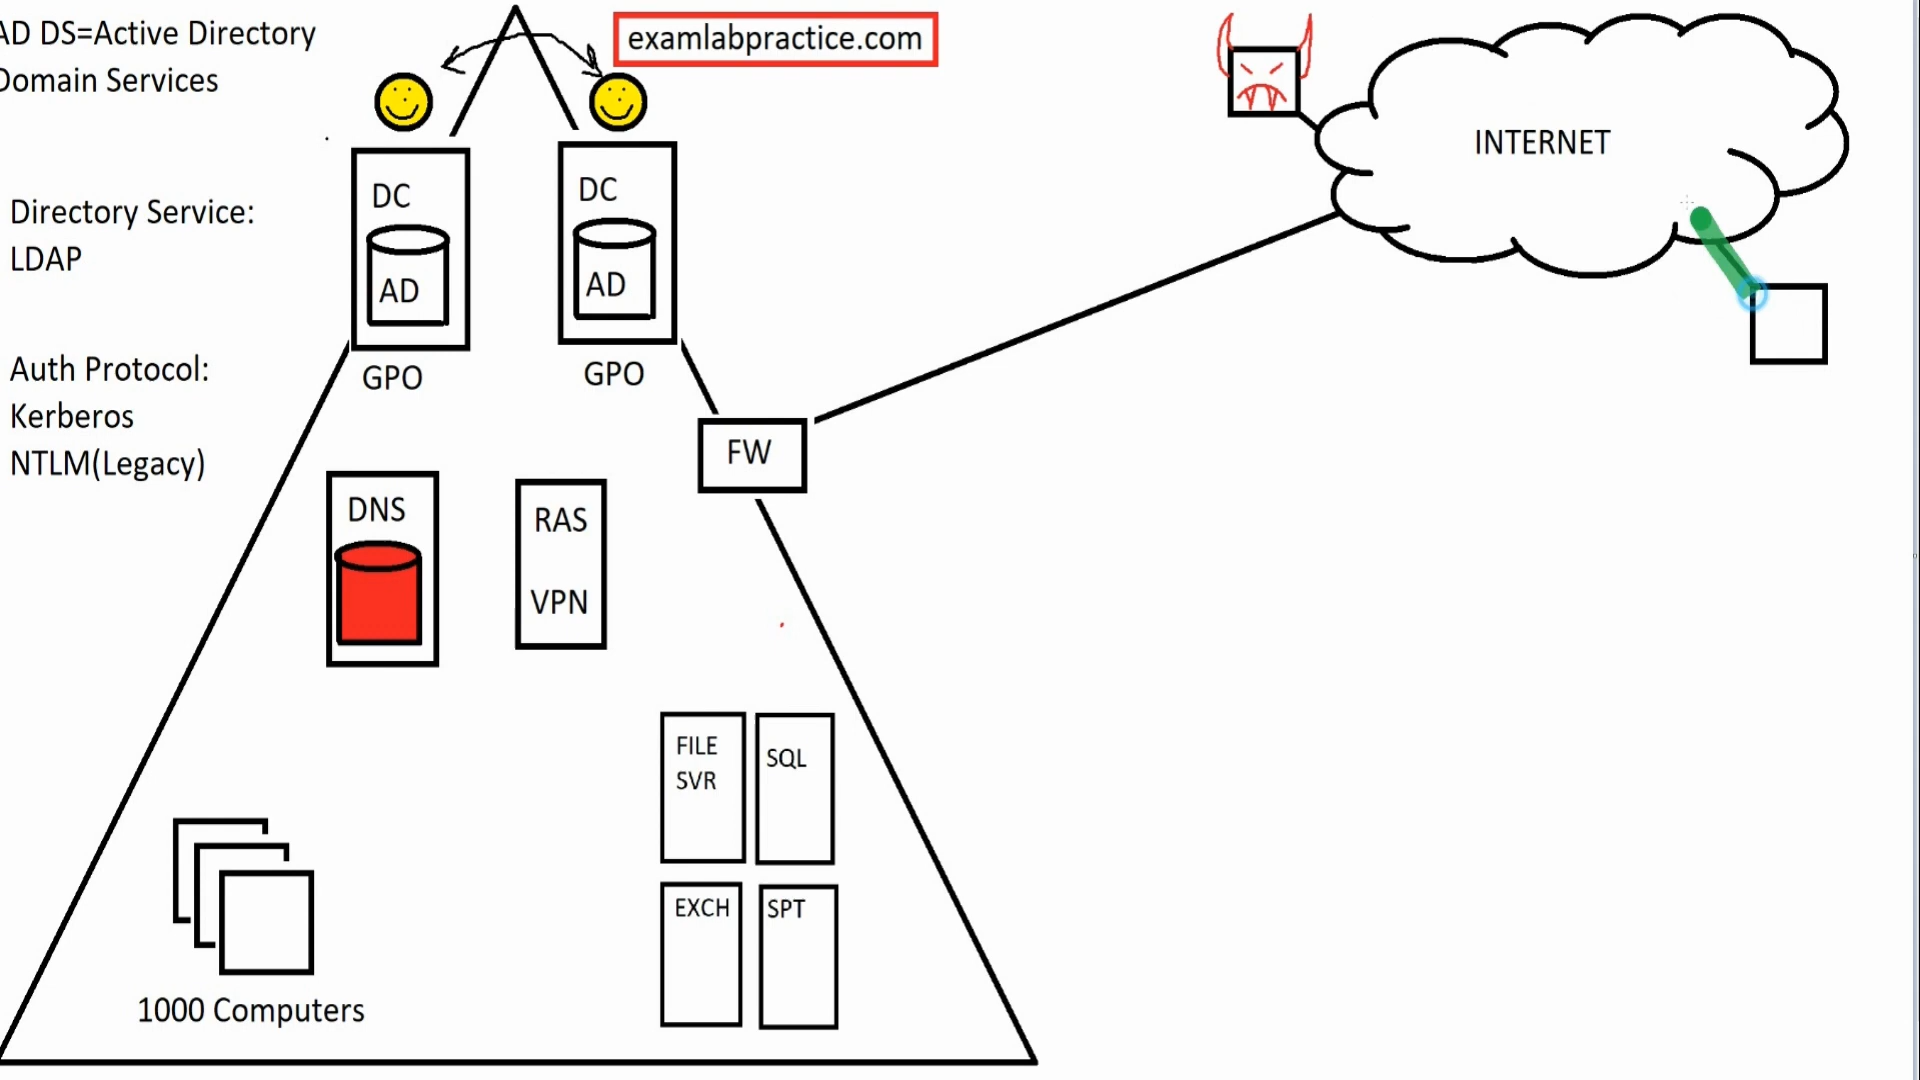 AD DS=Active Directory
Domain Services
examlabpractice.com
INTERNET
Directory Service:
LDAP
DC
AD
GPO
DC
AD
GPO
Auth Protocol:
Kerberos
NTLM(Legacy)
FW
DNS
RAS
VPN
FILE
SVR
SQL
EXCH
SPT
1000 Computers